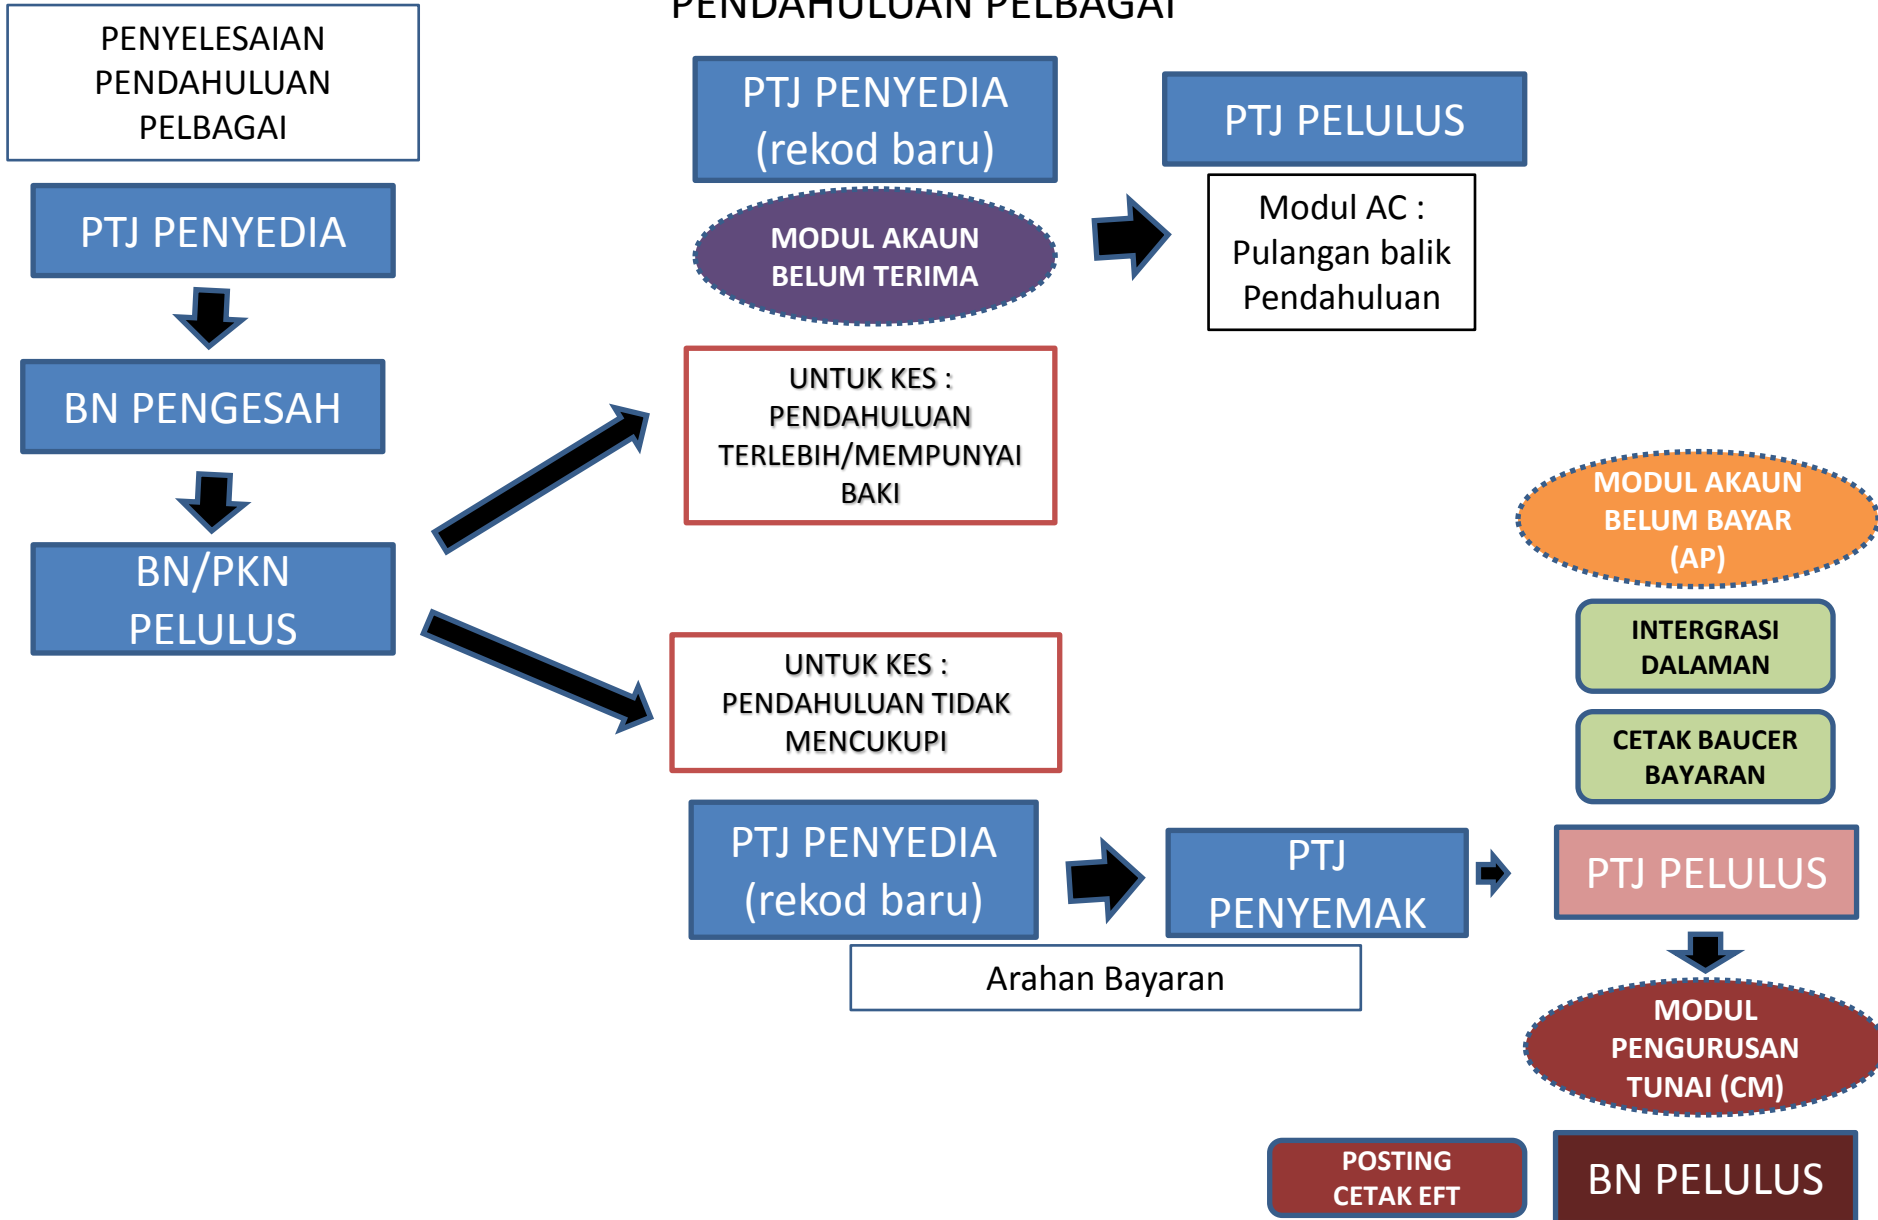 PENDAHULUAN PELBAGAI
PENYELESAIAN
PENDAHULUAN
PELBAGAI
PTJ PENYEDIA
BN PENGESAH
BN/PKN
PELULUS
PTJ PENYEDIA
(rekod baru)
MODUL AKAUN
BELUM TERIMA
PTJ PELULUS
Modul AC :
Pulangan balik
Pendahuluan
UNTUK KES :
PENDAHULUAN
TERLEBIH/MEMPUNYAI
BAKI
UNTUK KES :
PENDAHULUAN TIDAK
MENCUKUPI
PTJ PENYEDIA
(rekod baru)
PTJ
PENYEMAK
Arahan Bayaran
MODUL AKAUN
BELUM BAYAR
(AP)
INTERGRASI
DALAMAN
CETAK BAUCER
BAYARAN
PTJ PELULUS
MODUL
PENGURUSAN
TUNAI (CM)
POSTING
CETAK EFT
BN PELULUS